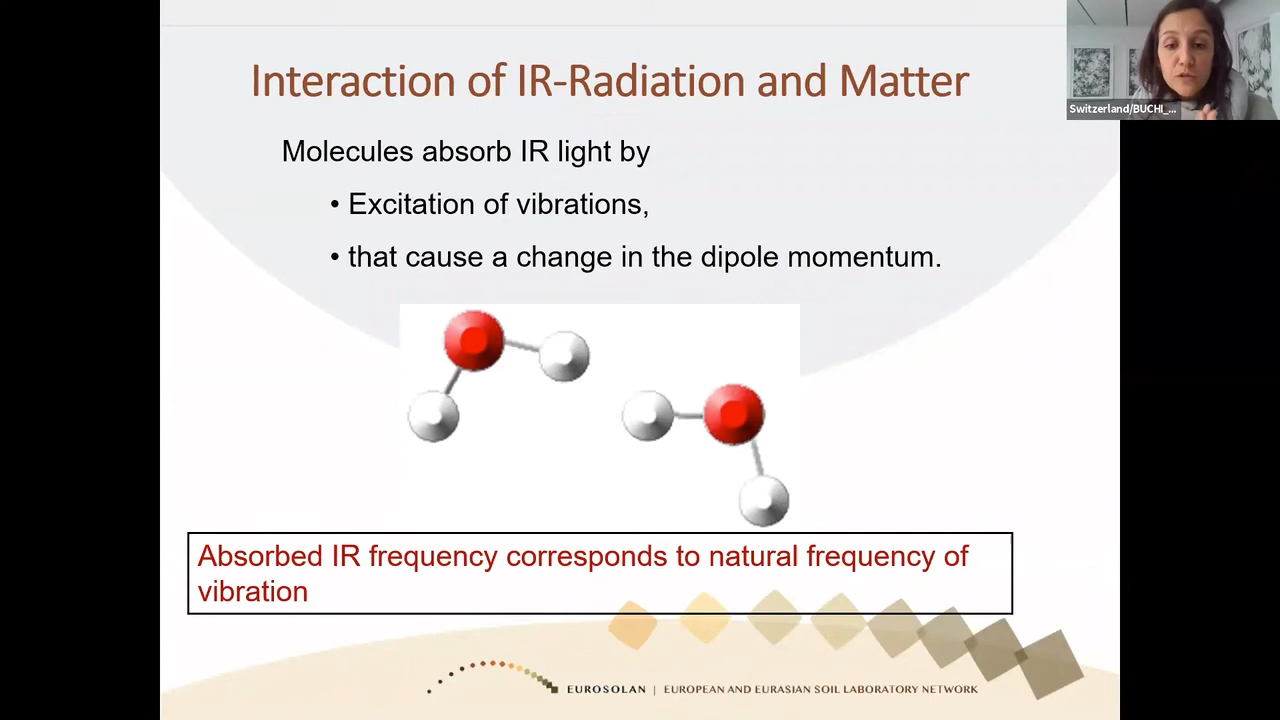 Interaction of IR-Radiation and Matter
Switzerland/BUCHI_...
Molecules absorb IR light by
• Excitation of vibrations,
• that cause a change in the dipole momentum.
Absorbed IR frequency corresponds to natural frequency of
vibration
EUROSOLAN | EUROPEAN AND EURASIAN SOIL LABORATORY NETWORK